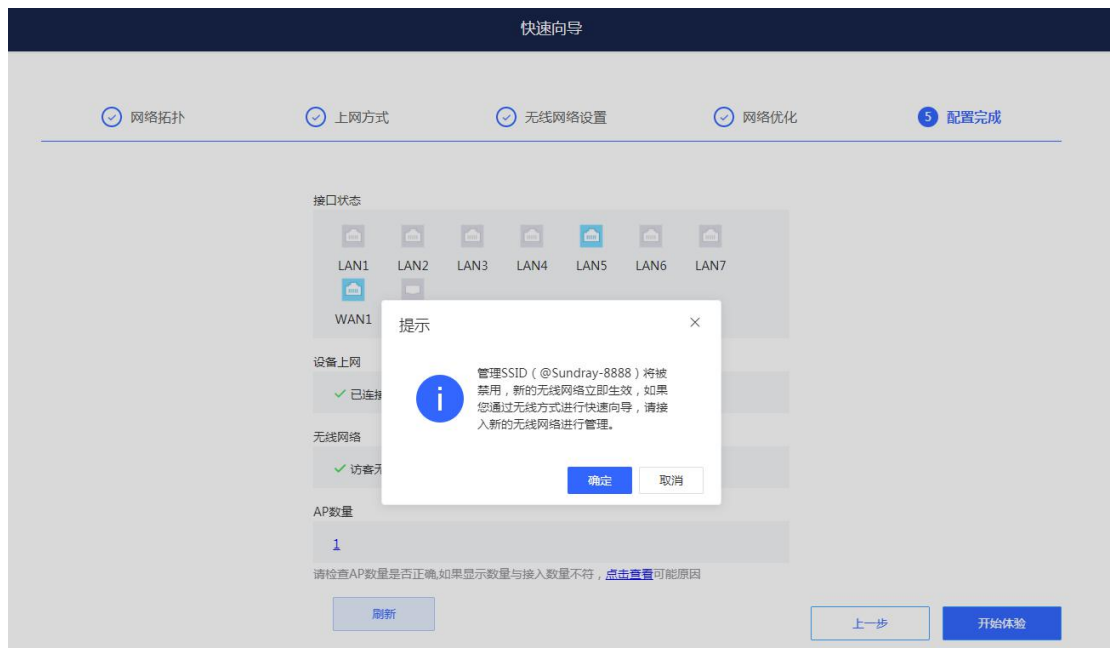 快速向导
网络拓扑
上网方式
无线网络设置
网络优化
5 配置完成
接口状态
LAN1 LAN2 LAN3 LAN4 LAN5 LAN6 LAN7
WAN1
提示
管理SSID（@Sundray-8888）将被
禁用，新的无线网络立即生效，如果
您通过无线方式进行快速向导，请接
入新的无线网络进行管理。
确定 取消
设备上网
已连接
无线网络
访客无
AP数量
1
请检查AP数量是否正确,如果显示数量与接入数量不符，点击查看可能原因
刷新
上一步
开始体验